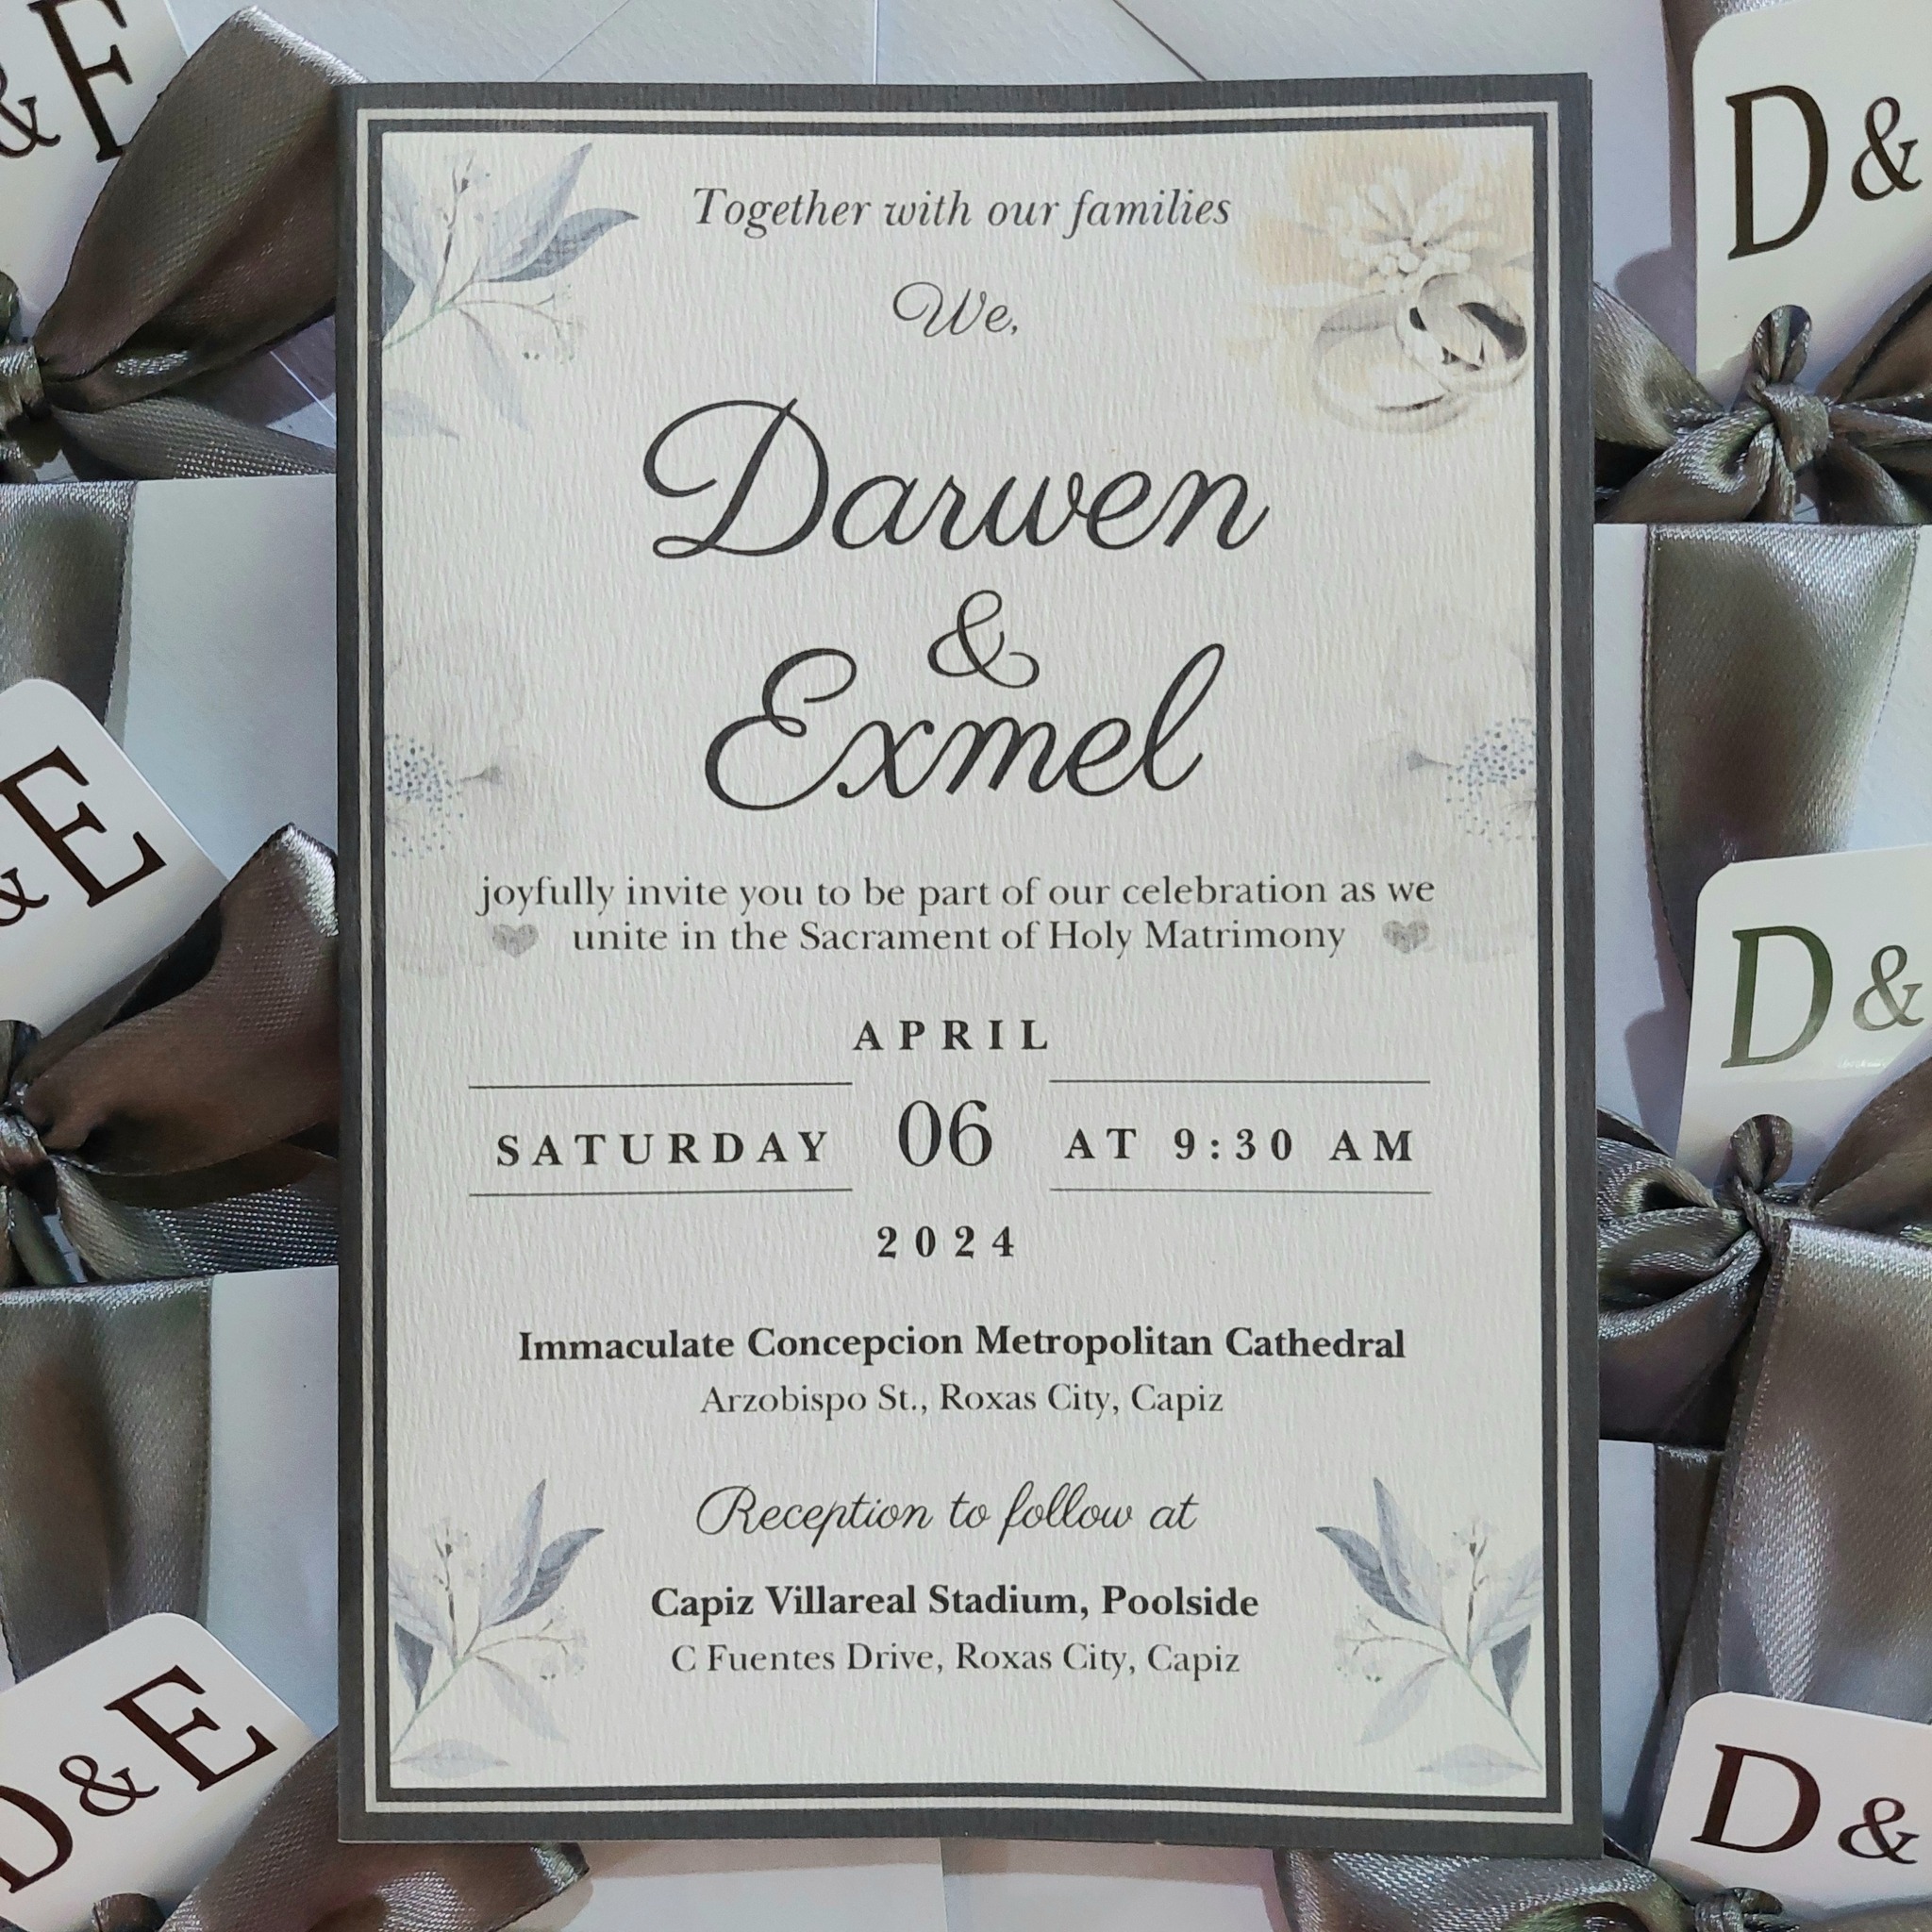 & E
D &
Together with our families
We,
Darwen
&
Exmel
& E
joyfully invite you to be part of our celebration as we
unite in the Sacrament of Holy Matrimony
D &
APRIL
SATURDAY 06 AT 9:30 AM
2024
Immaculate Concepcion Metropolitan Cathedral
Arzobispo St., Roxas City, Capiz
Reception to follow at
Capiz Villareal Stadium, Poolside
C Fuentes Drive, Roxas City, Capiz
D & E
D &